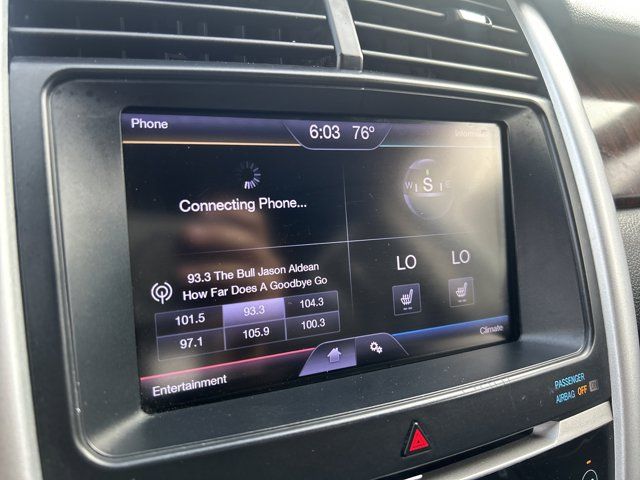 Phone
6:03 76°
Information
Connecting Phone...
W S E
93.3 The Bull Jason Aldean
How Far Does A Goodbye Go
101.5 93.3 104.3
97.1 105.9 100.3
LO LO
Entertainment
Climate
PASSENGER
AIRBAG OFF